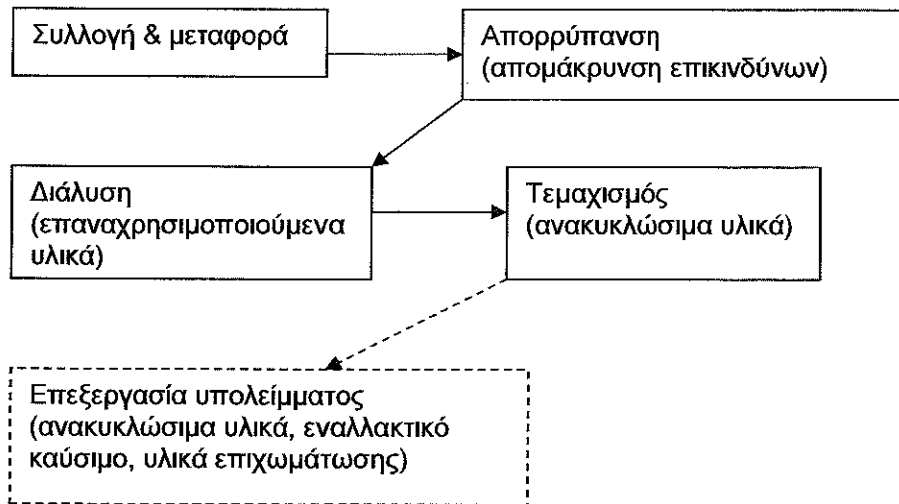 Συλλογή & μεταφορά
Απορρύπανση
(απομάκρυνση επικινδύνων)
Διάλυση
(επαναχρησιμοποιούμενα
υλικά)
Τεμαχισμός
(ανακυκλώσιμα υλικά)
Επεξεργασία υπολείμματος
(ανακυκλώσιμα υλικά, εναλλακτικό
καύσιμο, υλικά επιχωμάτωσης)